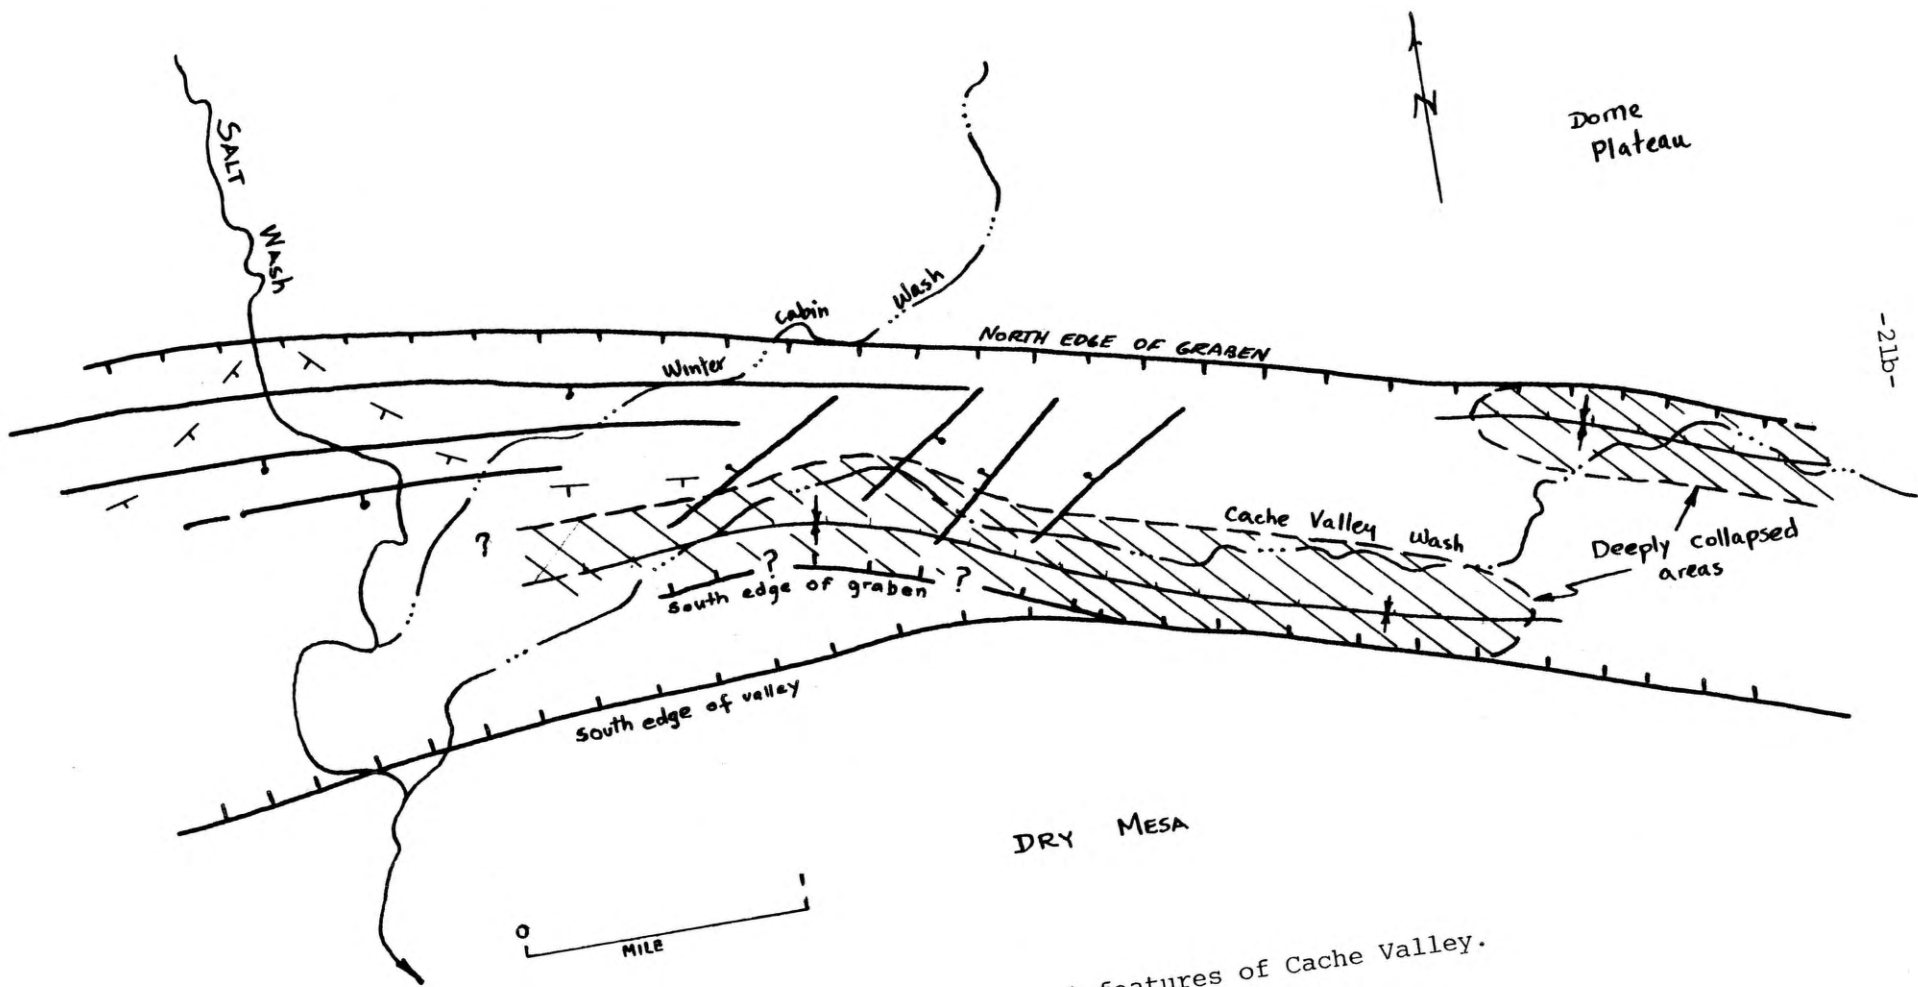 N
Dome
Plateau
SALT
Wash
cabin
Wash
Winter
NORTH EDGE OF GRABEN
-21b-
?
Cache Valley Wash
Deeply collapsed
areas
?
?
south edge of graben
south edge of valley
DRY MESA
0
1
MILE
features of Cache Valley.